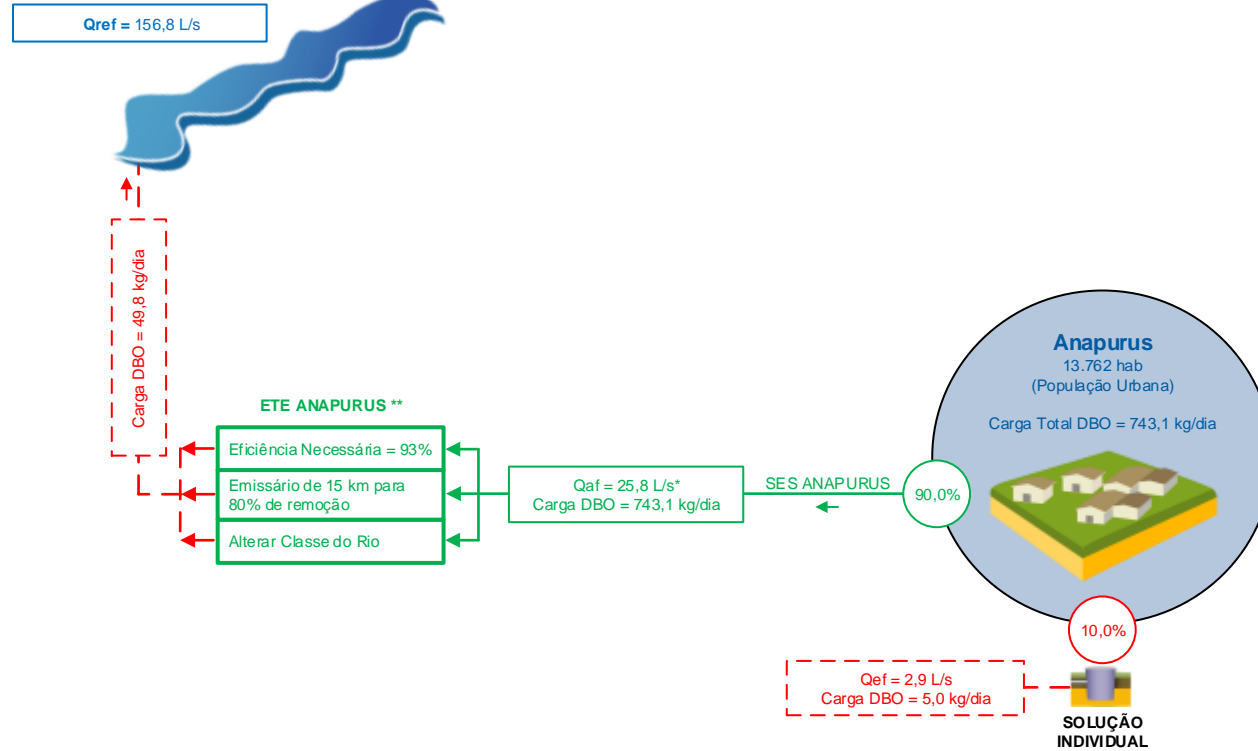 Qref = 156,8 L/s
Carga DBO = 49,8 kg/dia
ETE ANAPURUS **
Eficiência Necessária = 93%
Emissário de 15 km para
80% de remoção
Alterar Classe do Rio
Qaf = 25,8 L/s*
Carga DBO = 743,1 kg/dia
SES ANAPURUS
90,0%
Anapurus
13.762 hab
(População Urbana)
Carga Total DBO = 743,1 kg/dia
10,0%
Qef = 2,9 L/s
Carga DBO = 5,0 kg/dia
SOLUÇÃO
INDIVIDUAL